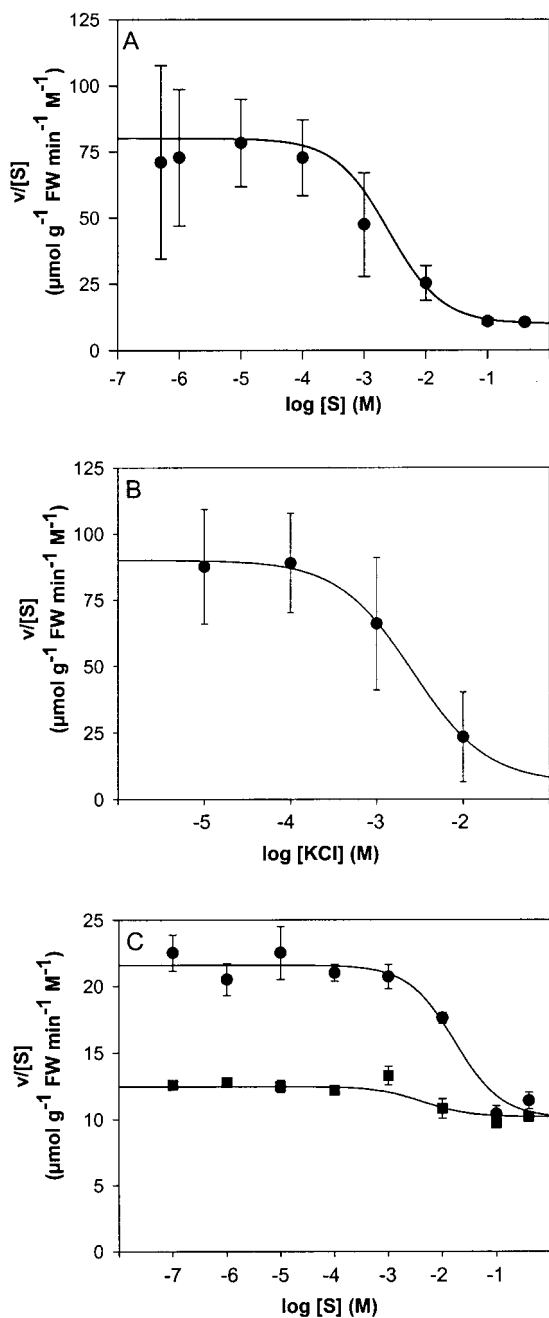 A
125
100
75
50
25
0
v/[S]
(µmol g⁻¹ FW min⁻¹ M⁻¹)
-7 -6 -5 -4 -3 -2 -1
log [S] (M)
B
125
100
75
50
25
0
v/[S]
(µmol g⁻¹ FW min⁻¹ M⁻¹)
-5 -4 -3 -2
log [KCl] (M)
C
25
20
15
10
5
0
v/[S]
(µmol g⁻¹ FW min⁻¹ M⁻¹)
-7 -6 -5 -4 -3 -2 -1
log [S] (M)